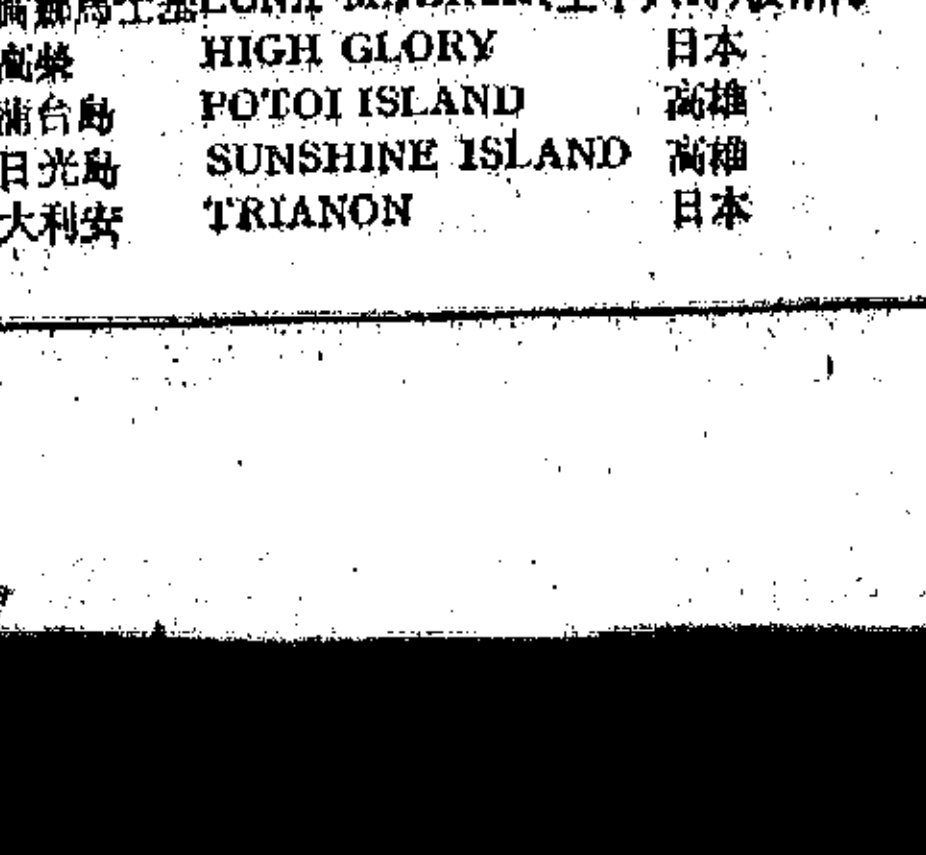 高榮 HIGH GLORY 日本
蒲台島 POTOI ISLAND 高雄
日光島 SUNSHINE ISLAND 高雄
大利安 TRIANON 日本